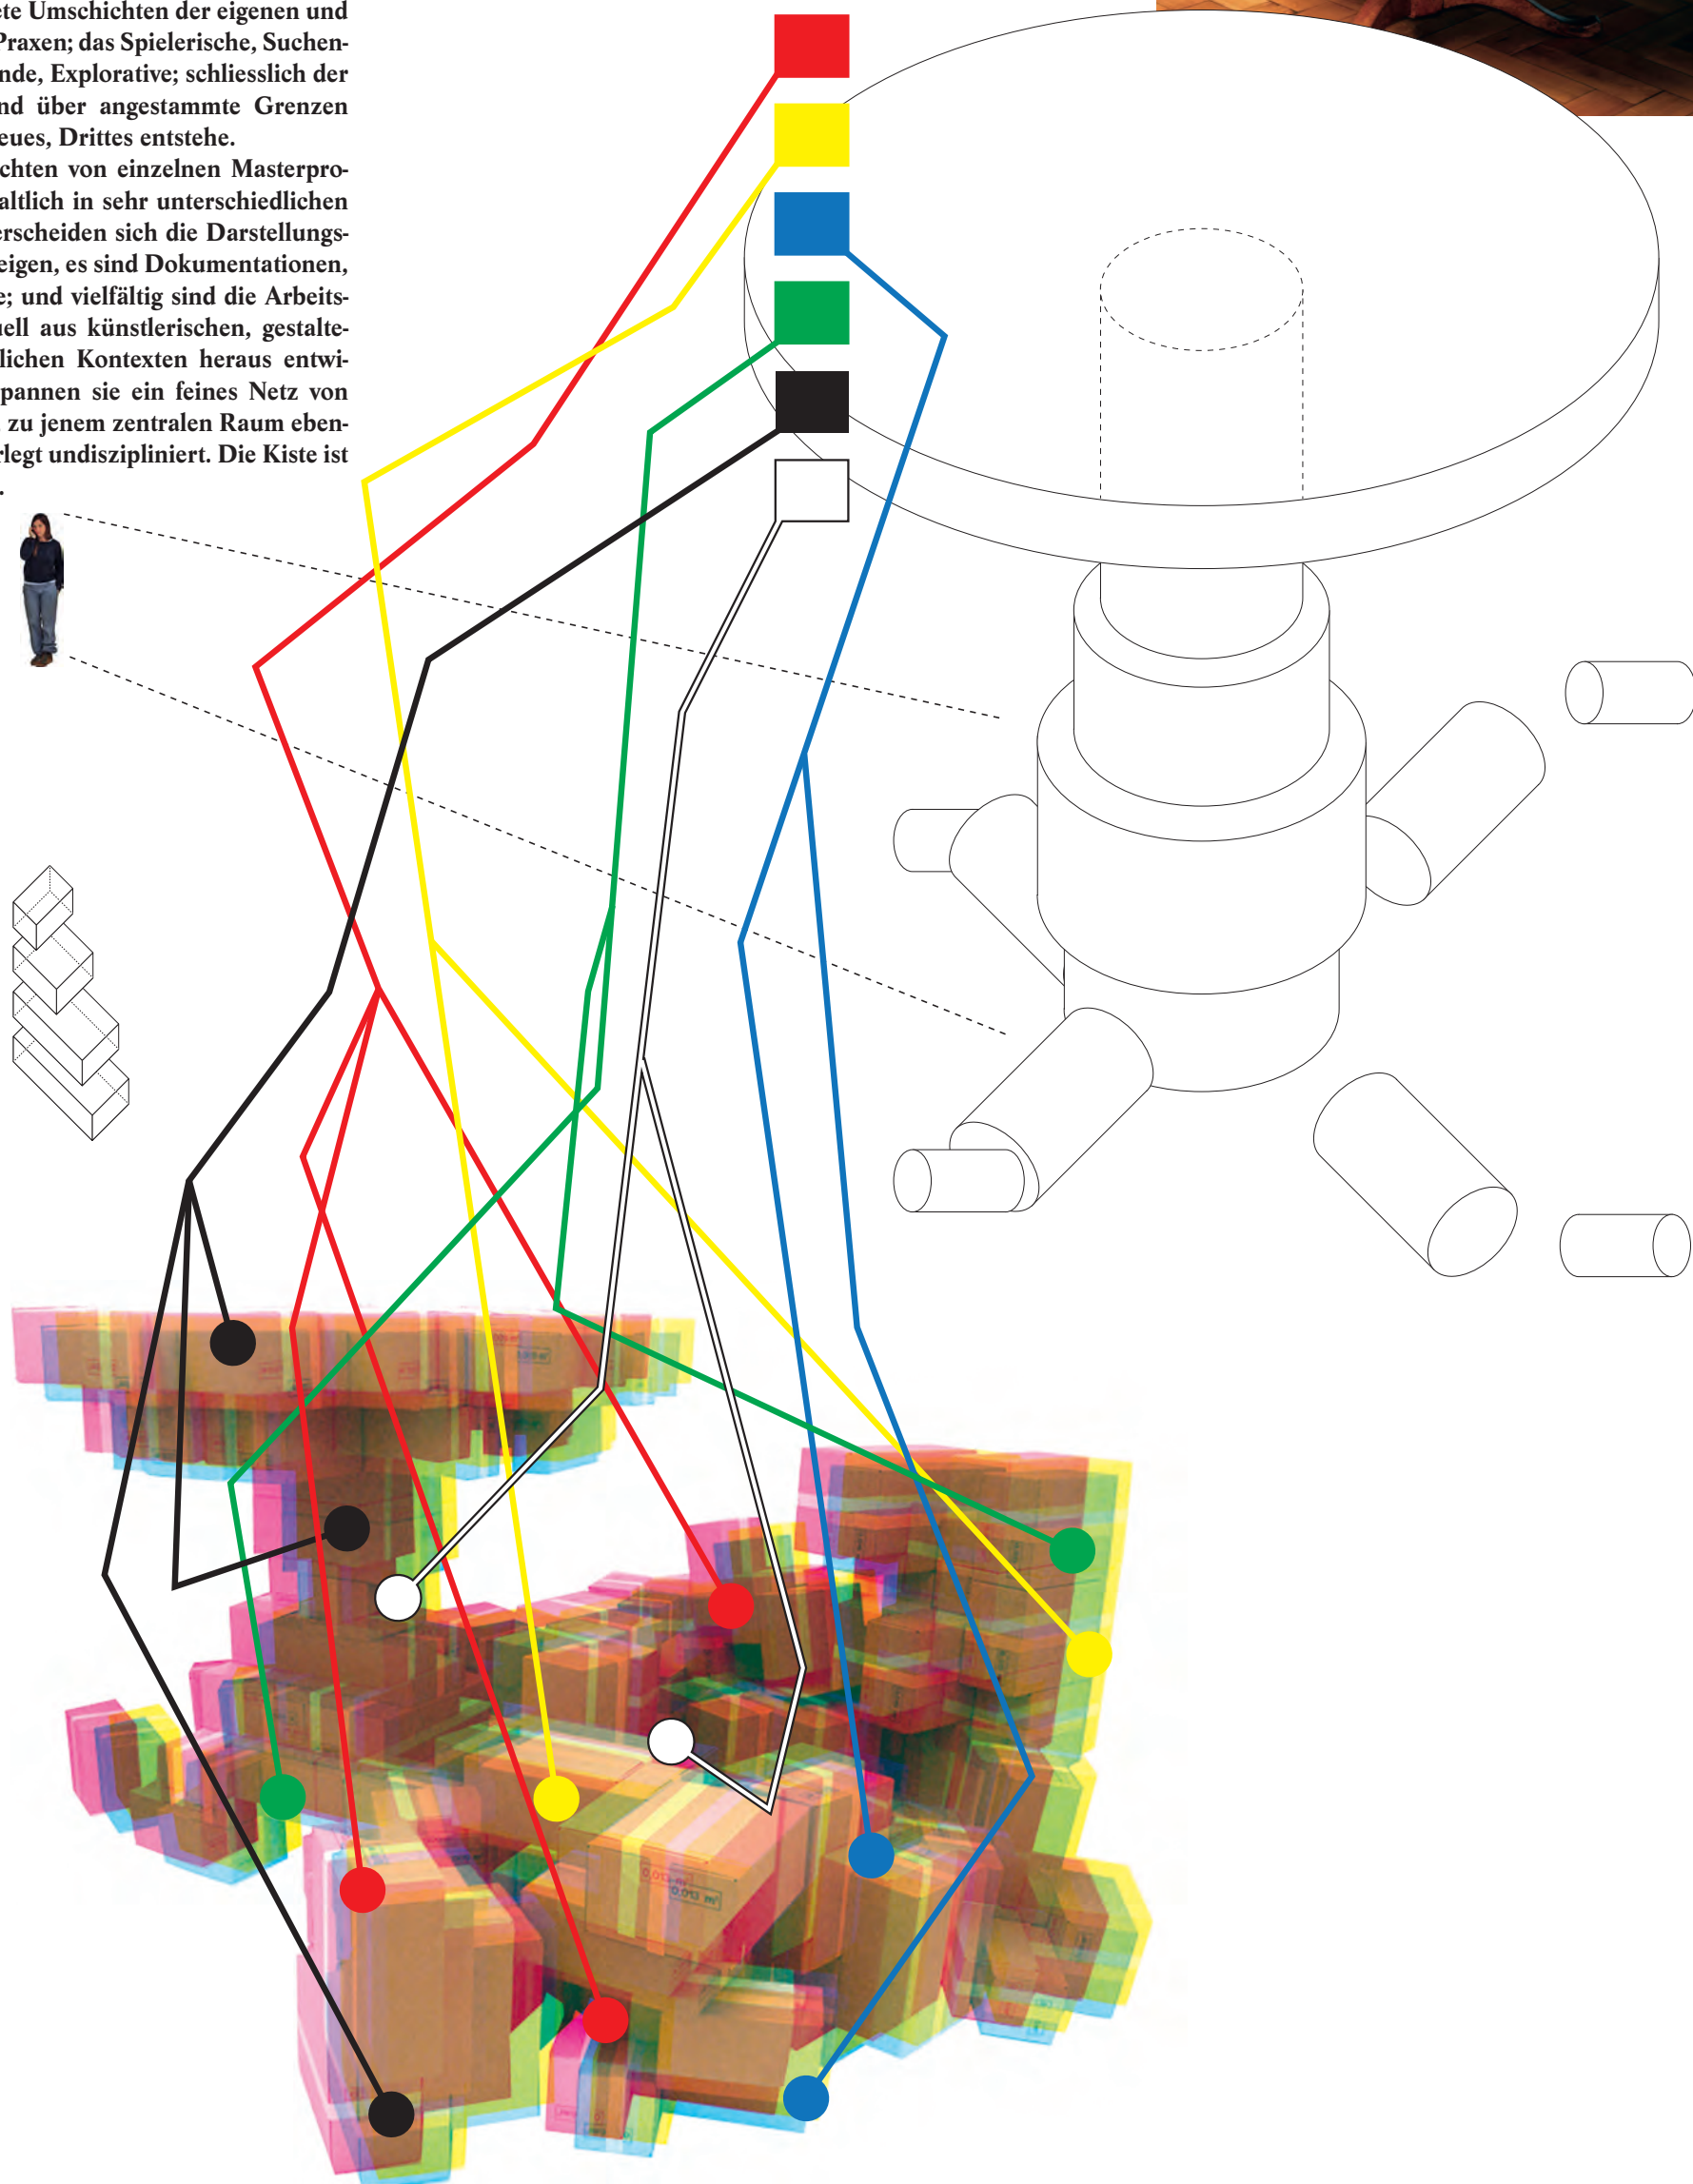 ete Umschichten der eigenen und
Praxen; das Spielerische, Suchen-
nde, Explorative; schliesslich der
nd über angestammte Grenzen
eues, Drittes entstehe.
chten von einzelnen Masterpro-
altlich in sehr unterschiedlichen
erscheiden sich die Darstellungs-
eigen, es sind Dokumentationen,
e; und vielfältig sind die Arbeits-
uell aus künstlerischen, gestalte-
lichen Kontexten heraus entwi-
pannen sie ein feines Netz von
zu jenem zentralen Raum eben-
rlegt undiszipliniert. Die Kiste ist
.